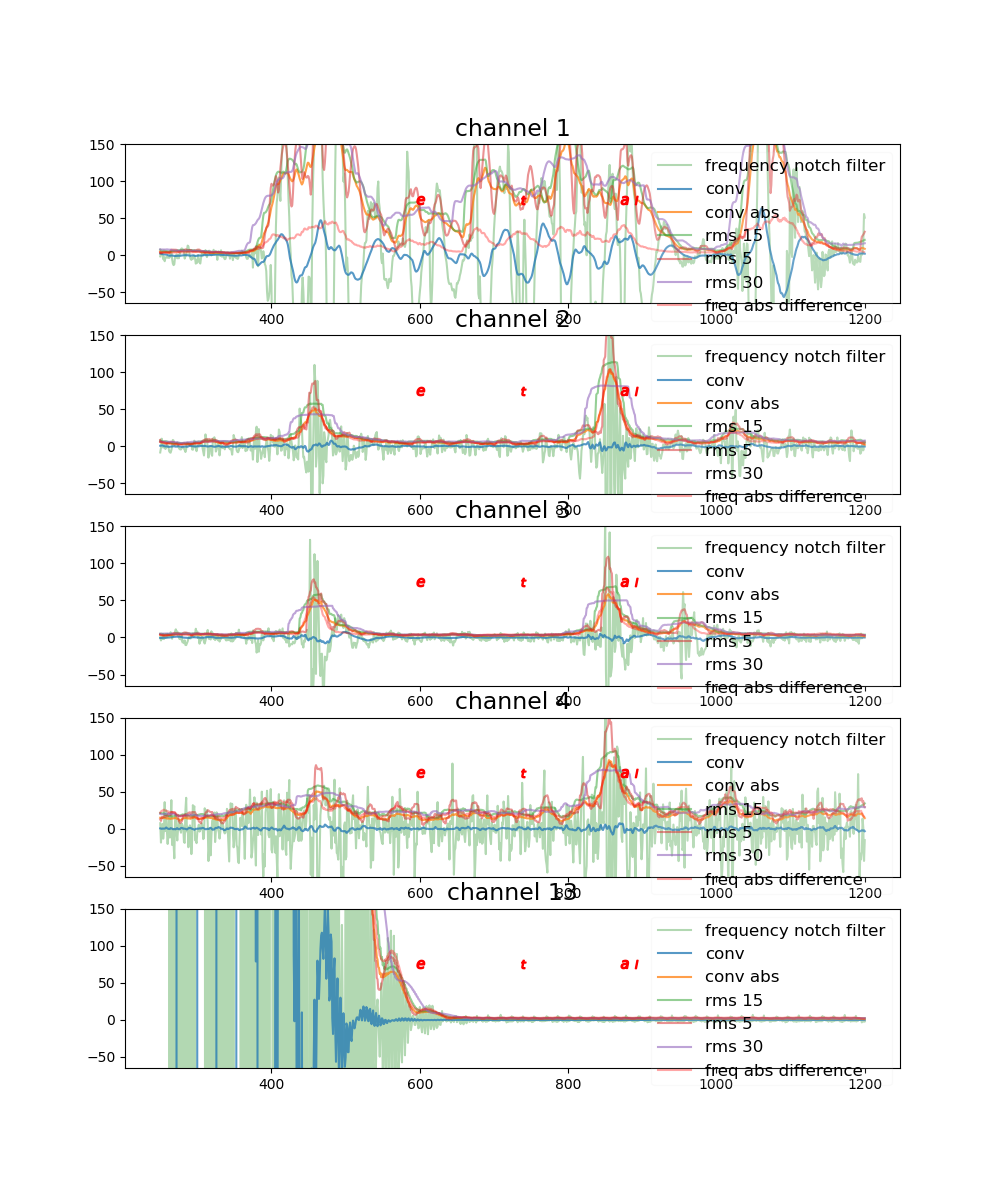 channel 1
150
100
50
0
−50
e t a l
frequency notch filter
conv
conv abs
rms 15
rms 5
rms 30
freq abs difference
400 600 800 1000 1200
channel 2
150
100
50
0
−50
e t a l
frequency notch filter
conv
conv abs
rms 15
rms 5
rms 30
freq abs difference
400 600 800 1000 1200
channel 3
150
100
50
0
−50
e t a l
frequency notch filter
conv
conv abs
rms 15
rms 5
rms 30
freq abs difference
400 600 800 1000 1200
channel 4
150
100
50
0
−50
e t a l
frequency notch filter
conv
conv abs
rms 15
rms 5
rms 30
freq abs difference
400 600 800 1000 1200
channel 13
150
100
50
0
−50
e t a l
frequency notch filter
conv
conv abs
rms 15
rms 5
rms 30
freq abs difference
400 600 800 1000 1200